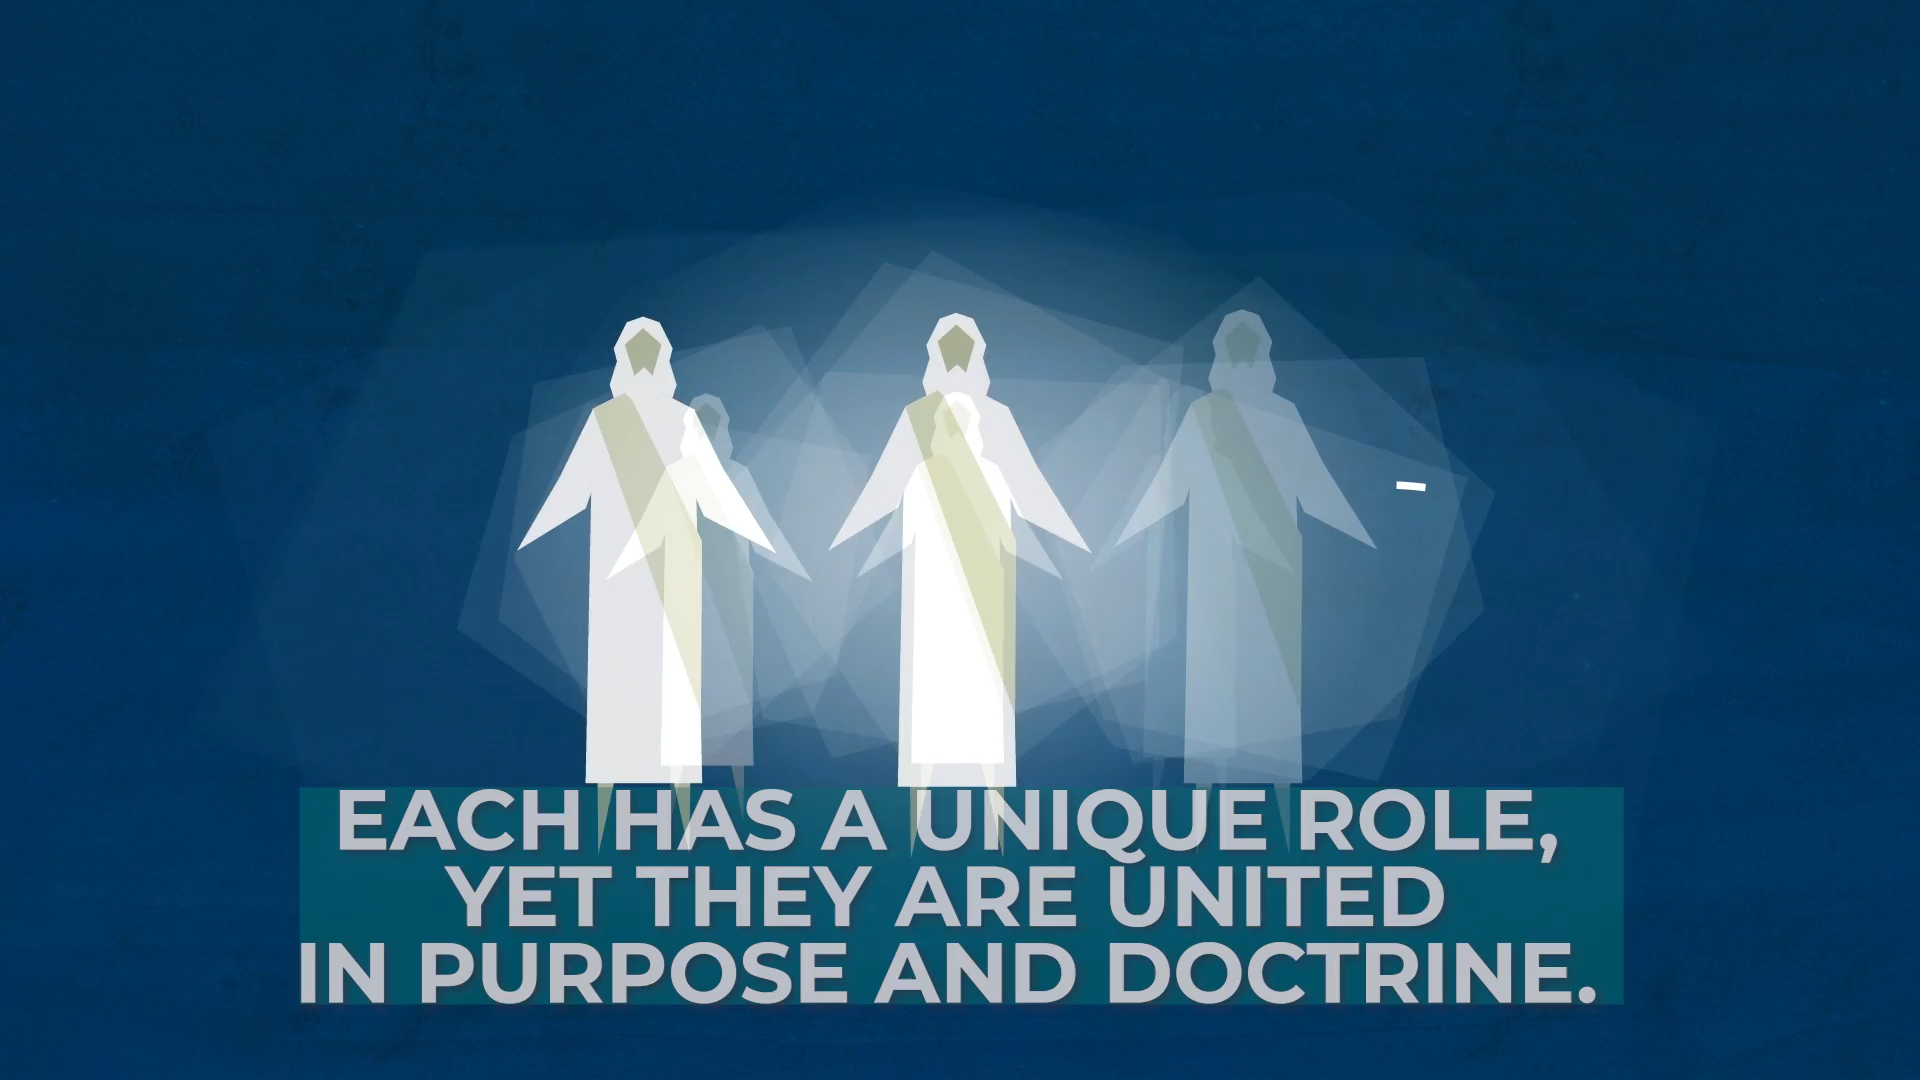 EACH HAS A UNIQUE ROLE,
YET THEY ARE UNITED
IN PURPOSE AND DOCTRINE.